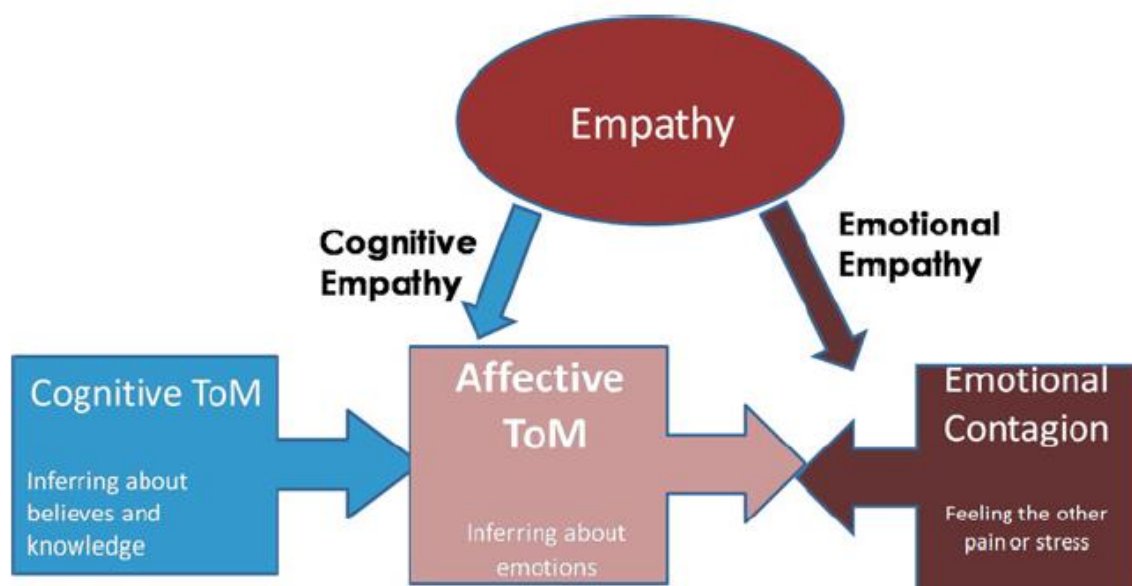 Empathy
Cognitive
Empathy
Emotional
Empathy
Cognitive ToM
Inferring about
believes and
knowledge
Affective
ToM
Inferring about
emotions
Emotional
Contagion
Feeling the other
pain or stress